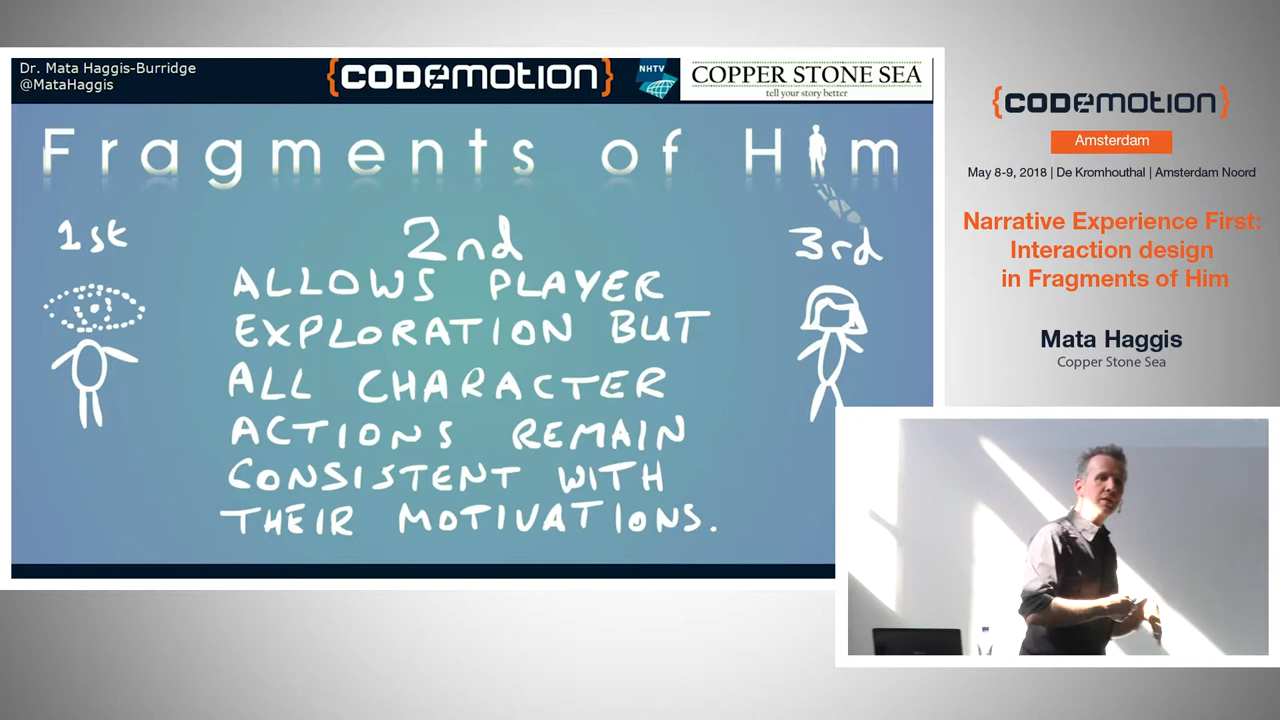 Dr. Mata Haggis-Burridge
@MataHaggis
{CODEMOTION}
NHTV
COPPER STONE SEA
tell your story better
Fragments of Him
1st
2nd
3rd
ALLOWS PLAYER
EXPLORATION BUT
ALL CHARACTER
ACTIONS REMAIN
CONSISTENT WITH
THEIR MOTIVATIONS.
{CODEMOTION}
Amsterdam
May 8-9, 2018 | De Kromhouthal | Amsterdam Noord
Narrative Experience First:
Interaction design
in Fragments of Him
Mata Haggis
Copper Stone Sea